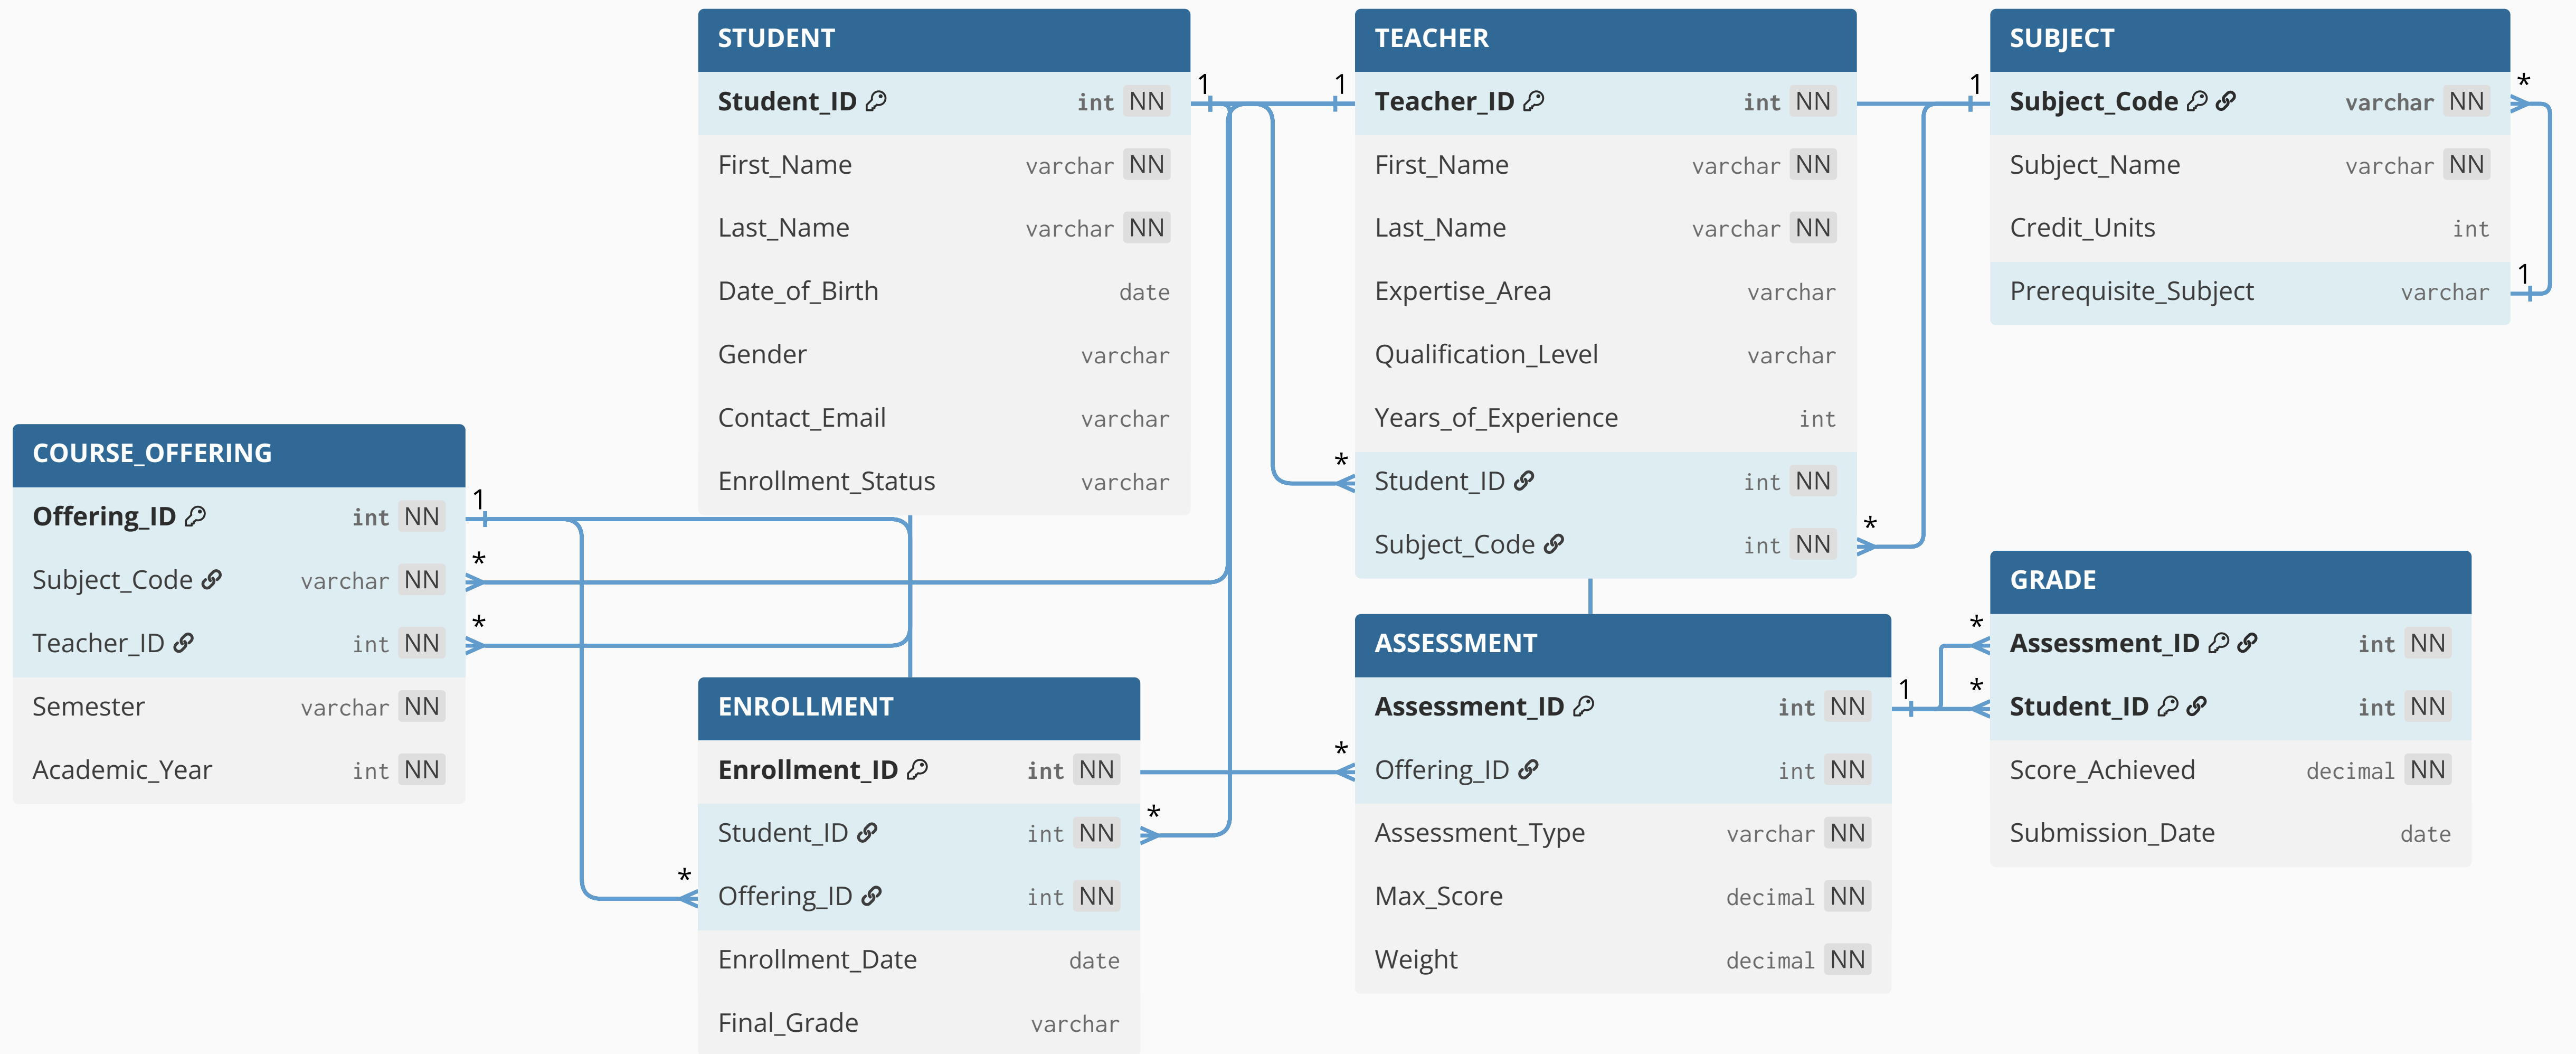 STUDENT
1
Student_ID int NN
First_Name varchar NN
Last_Name varchar NN
Date_of_Birth date
Gender varchar
Contact_Email varchar
Enrollment_Status varchar
TEACHER
1
Teacher_ID int NN
First_Name varchar NN
Last_Name varchar NN
Expertise_Area varchar
Qualification_Level varchar
Years_of_Experience int
*
Student_ID int NN
*
Subject_Code int NN
SUBJECT
1
*
Subject_Code varchar NN
Subject_Name varchar NN
Credit_Units int
1
Prerequisite_Subject varchar
COURSE_OFFERING
1
Offering_ID int NN
*
Subject_Code varchar NN
*
Teacher_ID int NN
Semester varchar NN
Academic_Year int NN
ENROLLMENT
Enrollment_ID int NN
*
Student_ID int NN
*
Offering_ID int NN
Enrollment_Date date
Final_Grade varchar
ASSESSMENT
1
Assessment_ID int NN
*
Offering_ID int NN
Assessment_Type varchar NN
Max_Score decimal NN
Weight decimal NN
GRADE
*
Assessment_ID int NN
*
Student_ID int NN
Score_Achieved decimal NN
Submission_Date date